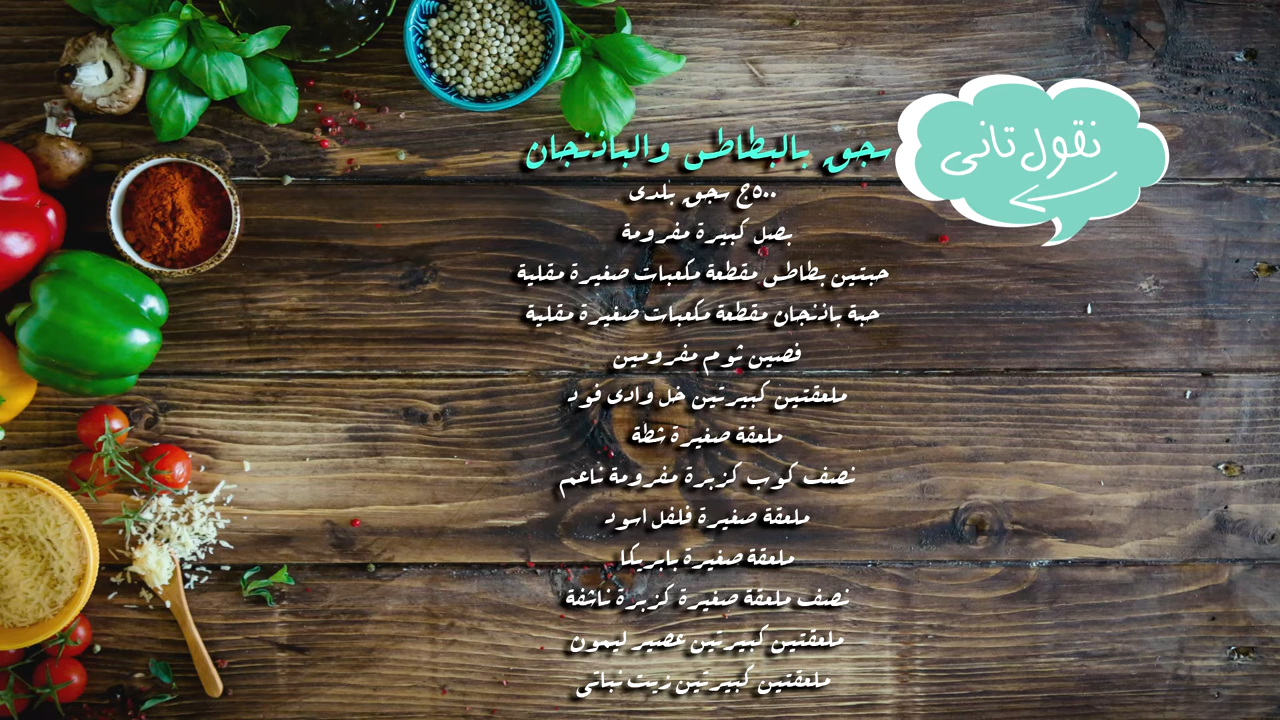 نقول تانى
سجق بالبطاطس والباذنجان
٥٠٠ج سجق بلدى
بصل كبيرة مفرومة
حبتين بطاطس مقطعة مكعبات صغيرة مقلية
حبة باذنجان مقطعة مكعبات صغيرة مقلية
فصين ثوم مفرومين
ملعقتين كبيرتين خل وادى فود
ملعقة صغيرة شطة
نصف كوب كزبرة مفرومة ناعم
ملعقة صغيرة فلفل اسود
ملعقة صغيرة بابريكا
نصف ملعقة صغيرة كزبرة ناشفة
ملعقتين كبيرتين عصير ليمون
ملعقتين كبيرتين زيت نباتى